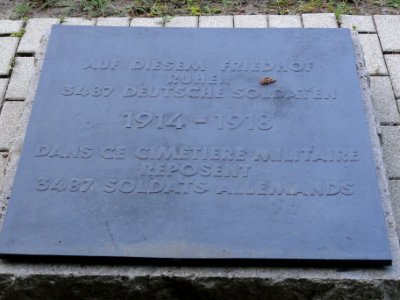 AUF DIESEM FRIEDHOF
RUHEN
3487 DEUTSCHE SOLDATEN
1914-1918
DANS CE CIMETIERE MILITAIRE
REPOSENT
3487 SOLDATS ALLEMANDS